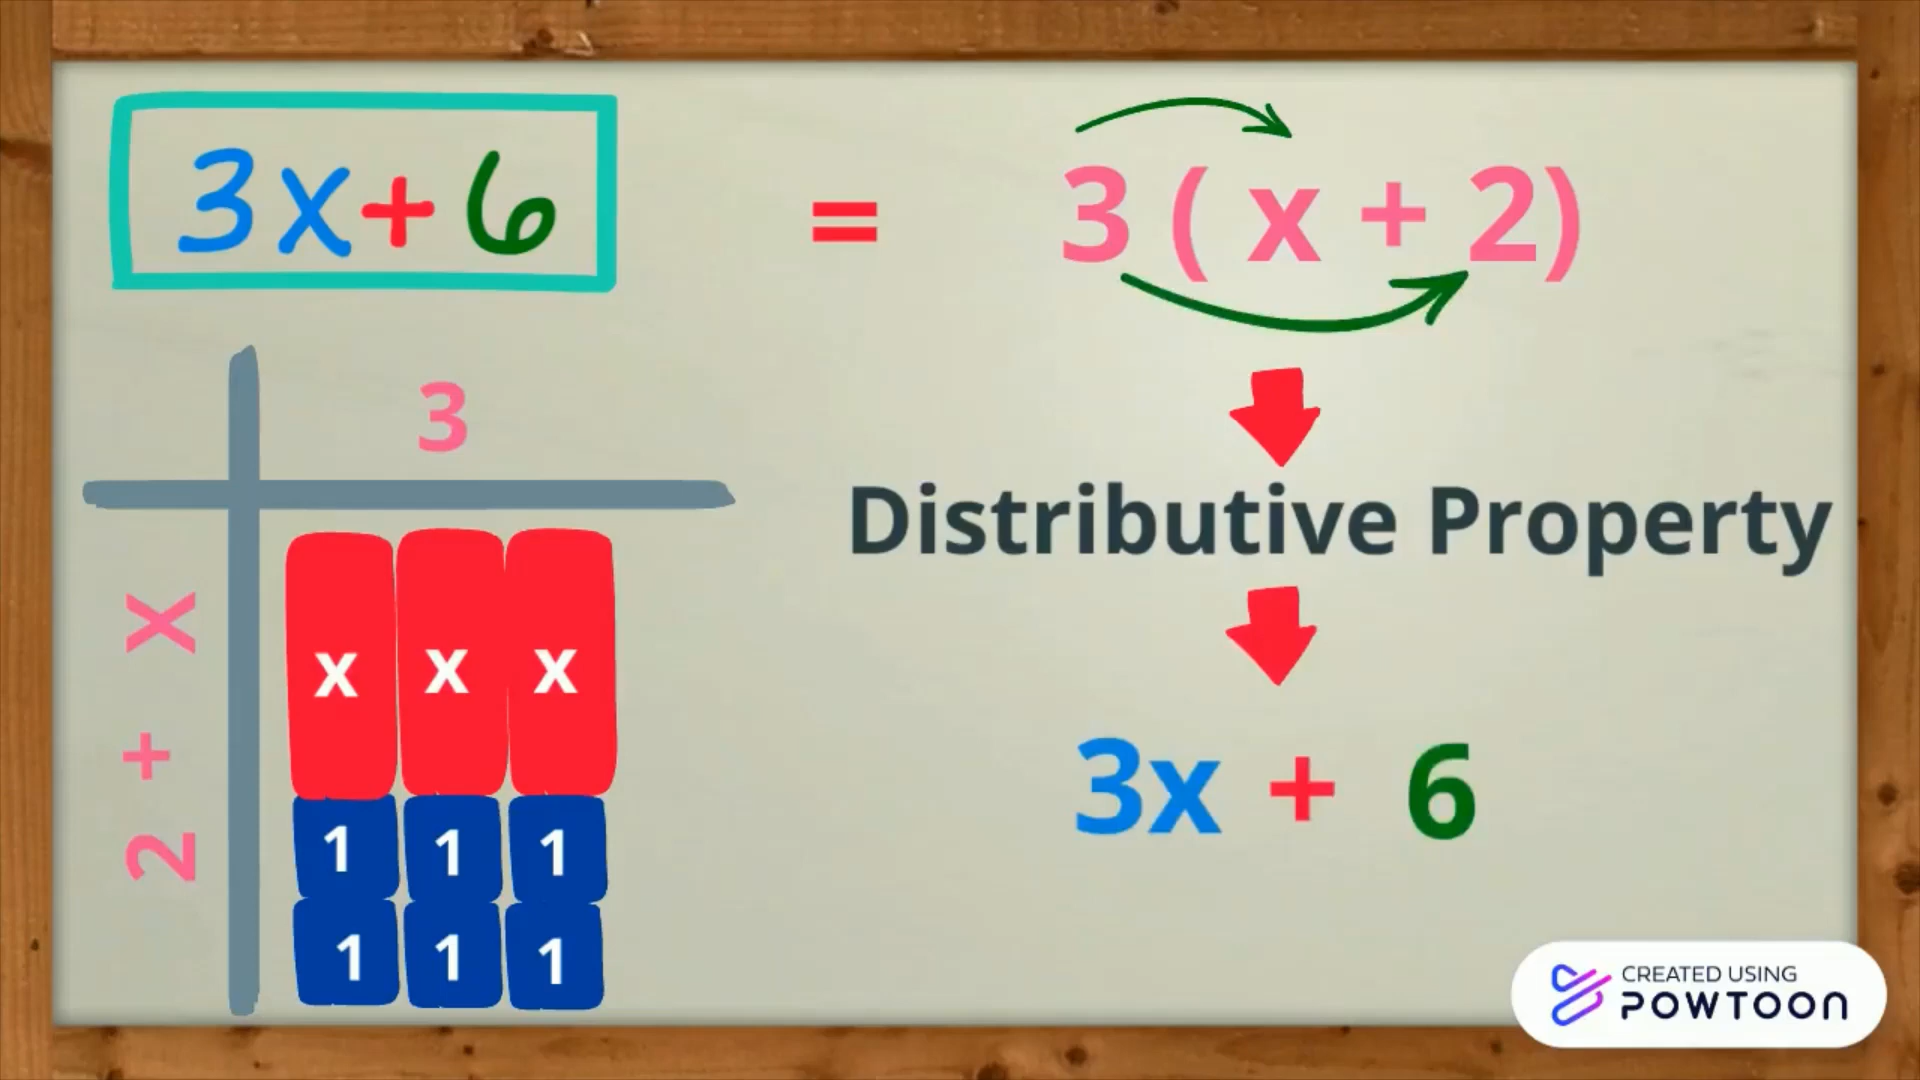 3x+6 = 3 ( x + 2)
3
Distributive Property
2 + X
x x x
1 1 1
1 1 1
3x + 6
CREATED USING
POWTOON